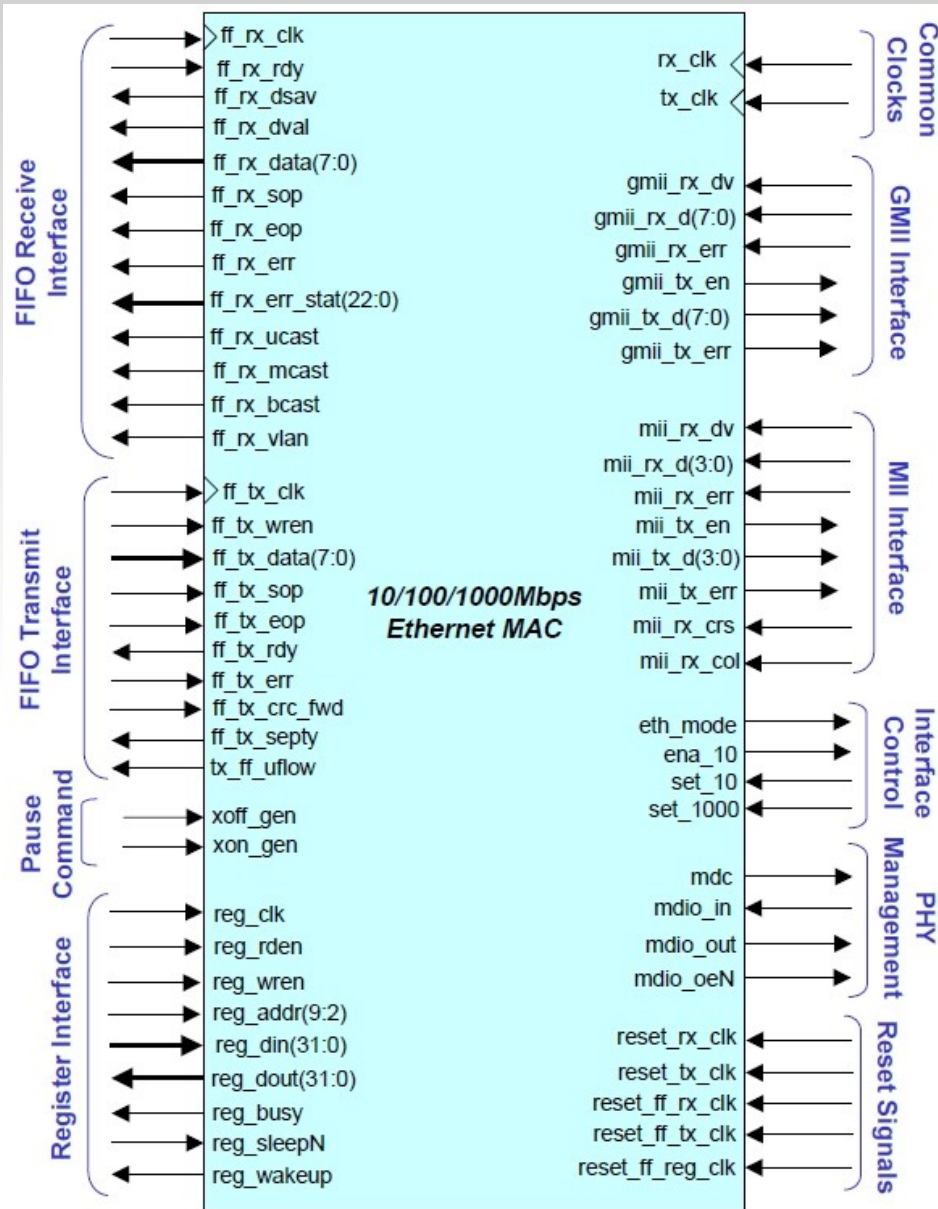 FIFO Receive
Interface
ff_rx_clk
ff_rx_rdy
ff_rx_dsav
ff_rx_dval
ff_rx_data(7:0)
ff_rx_sop
ff_rx_eop
ff_rx_err
ff_rx_err_stat(22:0)
ff_rx_ucast
ff_rx_mcast
ff_rx_bcast
ff_rx_vlan
FIFO Transmit
Interface
ff_tx_clk
ff_tx_wren
ff_tx_data(7:0)
ff_tx_sop
ff_tx_eop
ff_tx_rdy
ff_tx_err
ff_tx_crc_fwd
ff_tx_septy
tx_ff_uflow
Pause
Command
xoff_gen
xon_gen
Register Interface
reg_clk
reg_rden
reg_wren
reg_addr(9:2)
reg_din(31:0)
reg_dout(31:0)
reg_busy
reg_sleepN
reg_wakeup
10/100/1000Mbps
Ethernet MAC
Common
Clocks
rx_clk
tx_clk
GMII Interface
gmii_rx_dv
gmii_rx_d(7:0)
gmii_rx_err
gmii_tx_en
gmii_tx_d(7:0)
gmii_tx_err
MII Interface
mii_rx_dv
mii_rx_d(3:0)
mii_rx_err
mii_tx_en
mii_tx_d(3:0)
mii_tx_err
mii_rx_crs
mii_rx_col
Interface
Control
eth_mode
ena_10
set_10
set_1000
PHY
Management
mdc
mdio_in
mdio_out
mdio_oeN
Reset Signals
reset_rx_clk
reset_tx_clk
reset_ff_rx_clk
reset_ff_tx_clk
reset_ff_reg_clk